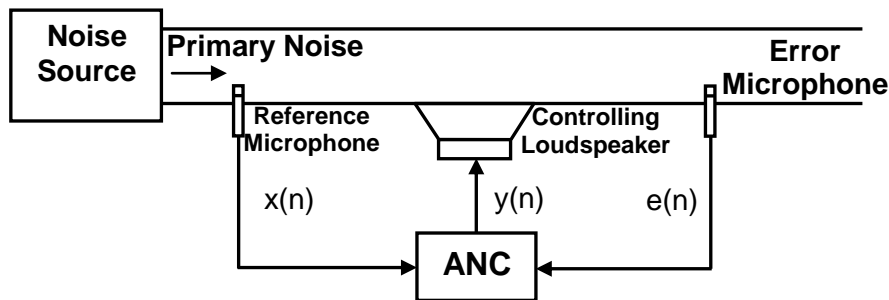 Noise
Source
Primary Noise
Error
Microphone
Reference
Microphone
Controlling
Loudspeaker
x(n)
y(n)
e(n)
ANC